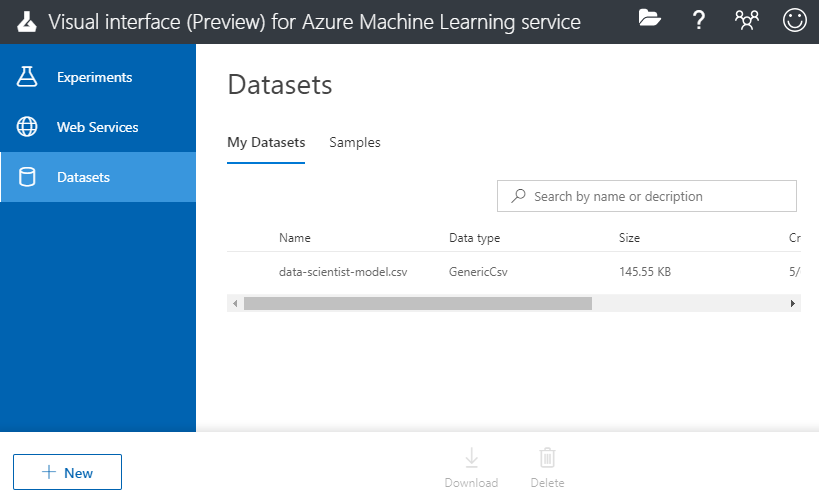 Visual interface (Preview) for Azure Machine Learning service
?
Experiments
Web Services
Datasets
Datasets
My Datasets Samples
Search by name or decription
Name Data type Size Cr
data-scientist-model.csv GenericCsv 145.55 KB 5/
New
Download Delete